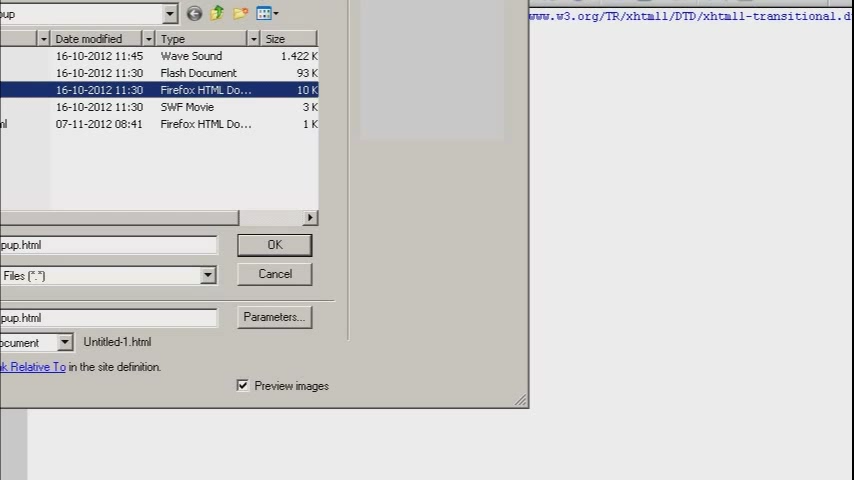 pup
www.w3.org/TR/xhtml1/DTD/xhtml1-transitional.d
Date modified Type Size
16-10-2012 11:45 Wave Sound 1.422 K
16-10-2012 11:30 Flash Document 93 K
16-10-2012 11:30 Firefox HTML Do... 10 K
16-10-2012 11:30 SWF Movie 3 K
ml 07-11-2012 08:41 Firefox HTML Do... 1 K
pup.html OK
Files (*.*) Cancel
pup.html Parameters...
ocument Untitled-1.html
k Relative To in the site definition.
Preview images